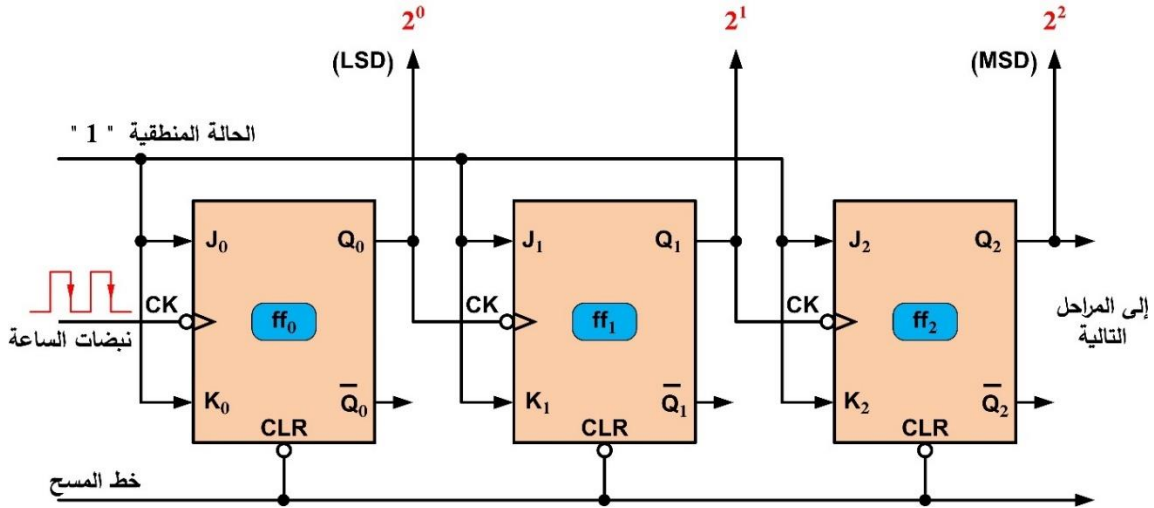 2⁰ 2¹ 2²
(LSD) (MSD)
الحالة المنطقية " 1 "
J₀ Q₀ J₁ Q₁ J₂ Q₂
CK CK CK
ff₀ ff₁ ff₂
نبضات الساعة
إلى المراحل
التالية
K₀ Q̅₀ K₁ Q̅₁ K₂ Q̅₂
CLR CLR CLR
خط المسح